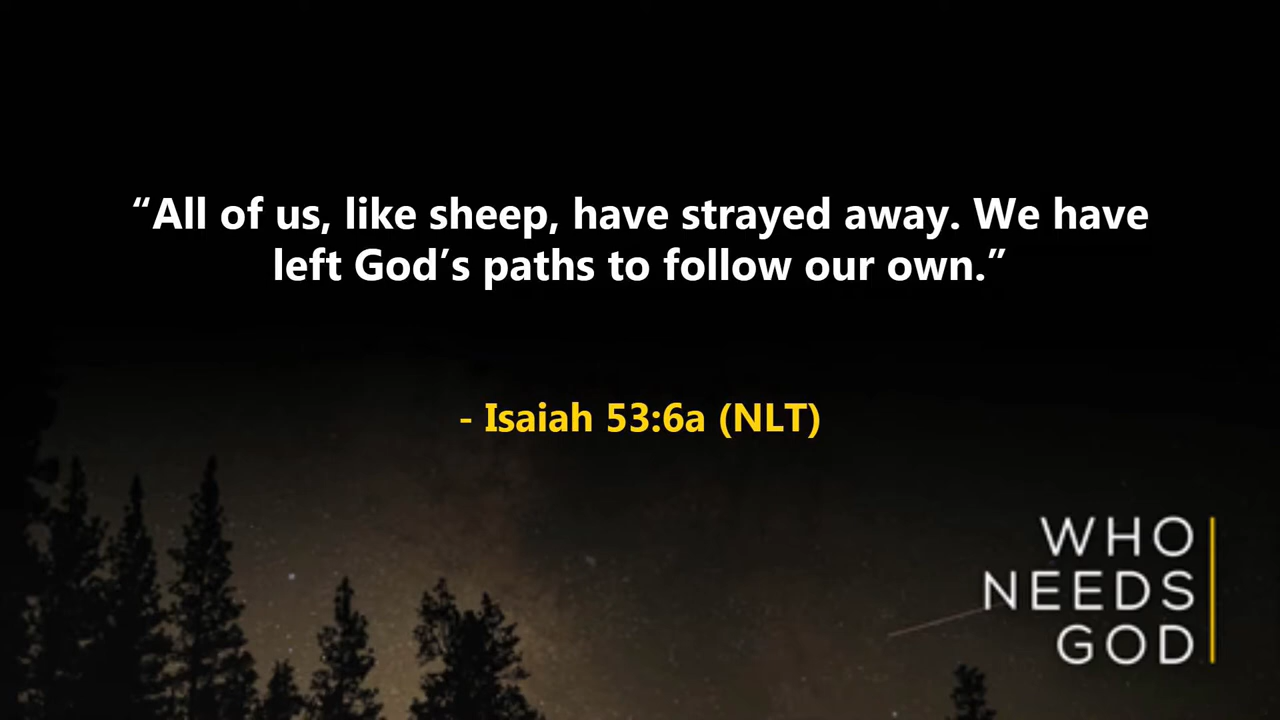 “All of us, like sheep, have strayed away. We have
left God’s paths to follow our own.”
- Isaiah 53:6a (NLT)
WHO
NEEDS
GOD